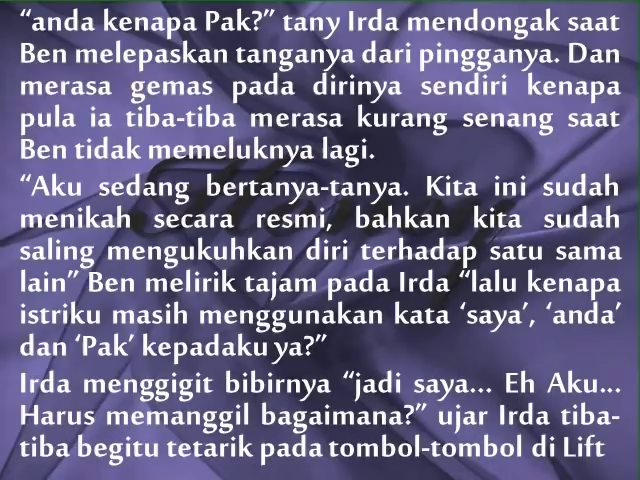 “anda kenapa Pak?” tany Irda mendongak saat
Ben melepaskan tanganya dari pingganya. Dan
merasa gemas pada dirinya sendiri kenapa
pula ia tiba-tiba merasa kurang senang saat
Ben tidak memeluknya lagi.
“Aku sedang bertanya-tanya. Kita ini sudah
menikah secara resmi, bahkan kita sudah
saling mengukuhkan diri terhadap satu sama
lain” Ben melirik tajam pada Irda “lalu kenapa
istriku masih menggunakan kata ‘saya’, ‘anda’
dan ‘Pak’ kepadaku ya?”
Irda menggigit bibirnya “jadi saya... Eh Aku...
Harus memanggil bagaimana?” ujar Irda tiba-
tiba begitu tetarik pada tombol-tombol di Lift